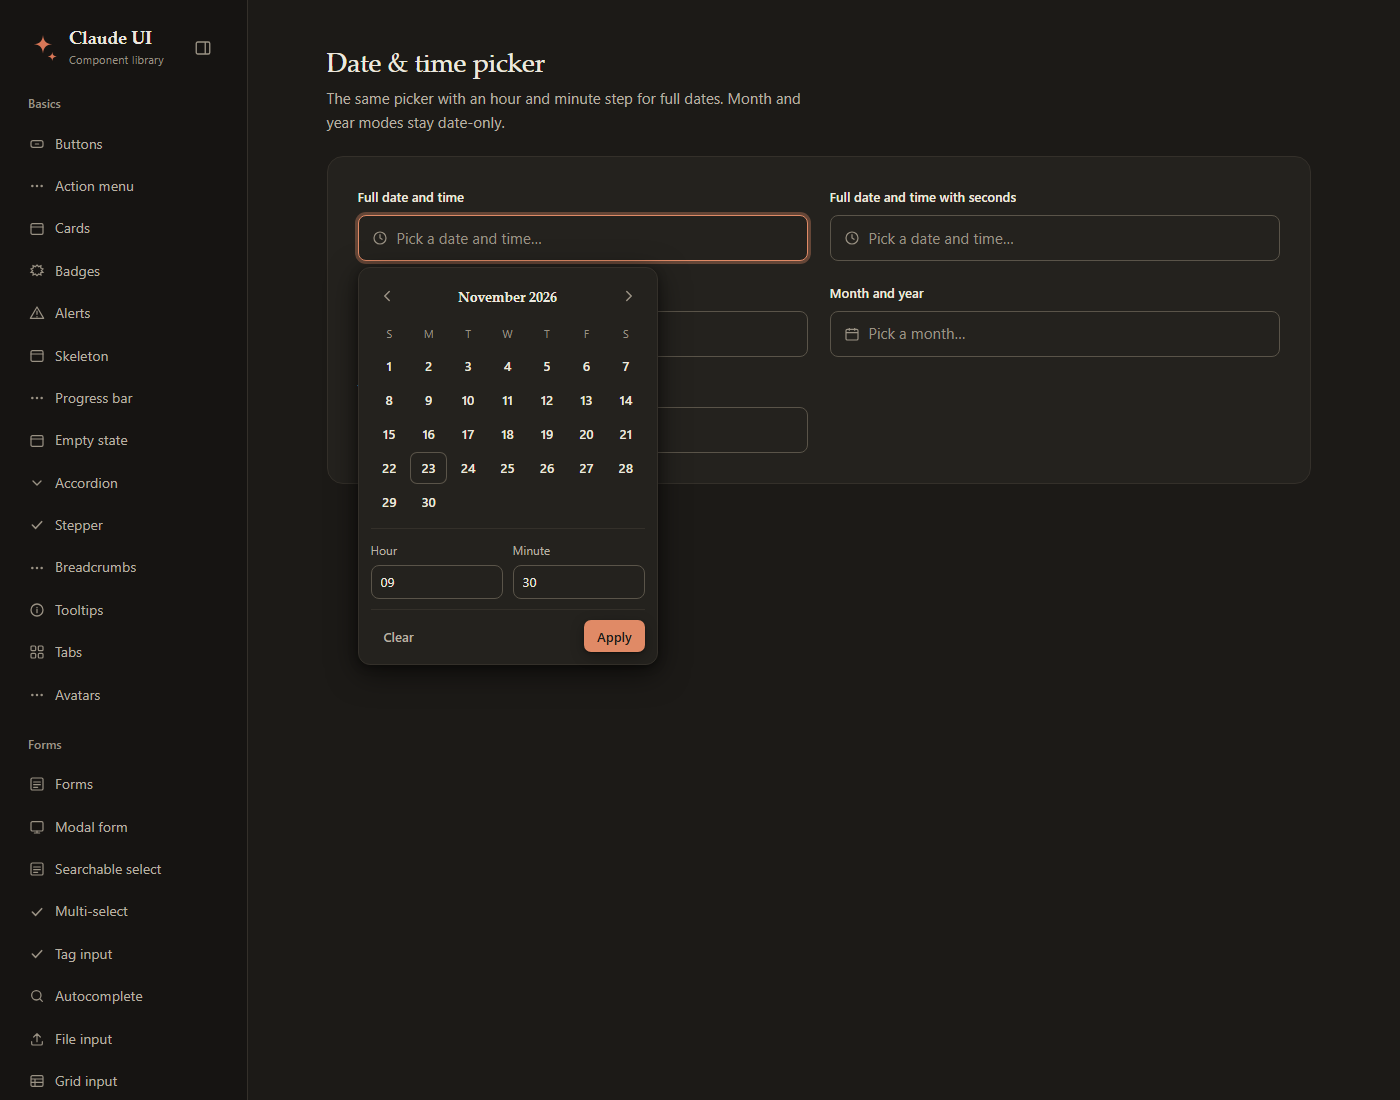 Claude UI
Component library
Basics
Buttons
Action menu
Cards
Badges
Alerts
Skeleton
Progress bar
Empty state
Accordion
Stepper
Breadcrumbs
Tooltips
Tabs
Avatars
Forms
Forms
Modal form
Searchable select
Multi-select
Tag input
Autocomplete
File input
Grid input
Date & time picker
The same picker with an hour and minute step for full dates. Month and
year modes stay date-only.
Full date and time
Pick a date and time...
Full date and time with seconds
Pick a date and time...
Month and year
Pick a month...
November 2026
S M T W T F S
1 2 3 4 5 6 7
8 9 10 11 12 13 14
15 16 17 18 19 20 21
22 23 24 25 26 27 28
29 30
Hour Minute
09 30
Clear Apply